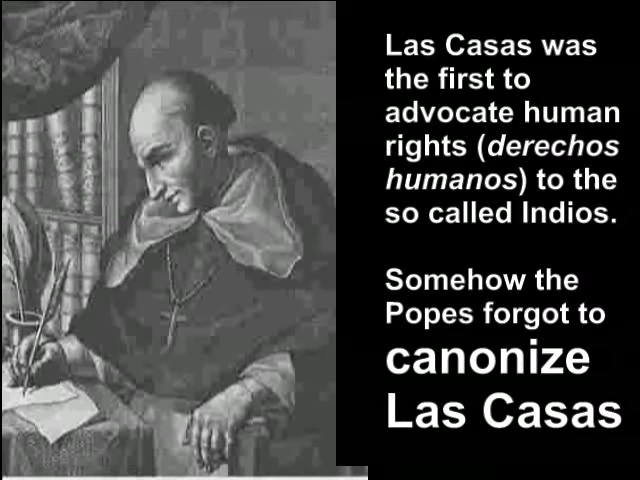 Las Casas was
the first to
advocate human
rights (derechos
humanos) to the
so called Indios.
Somehow the
Popes forgot to
canonize
Las Casas